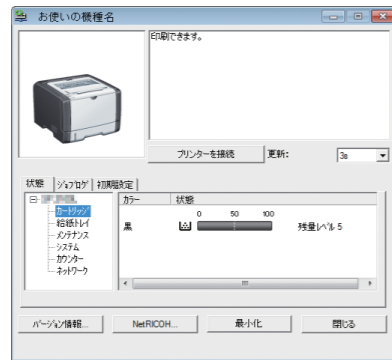 お使いの機種名
印刷できます。
プリンターを接続 更新: 3s
状態 ジョブログ 初期設定
カートリッジ
給紙トレイ
メンテナンス
システム
カウンター
ネットワーク
カラー 状態
0 50 100
黒 残量レベル 5
バージョン情報... NetRICOH... 最小化 閉じる